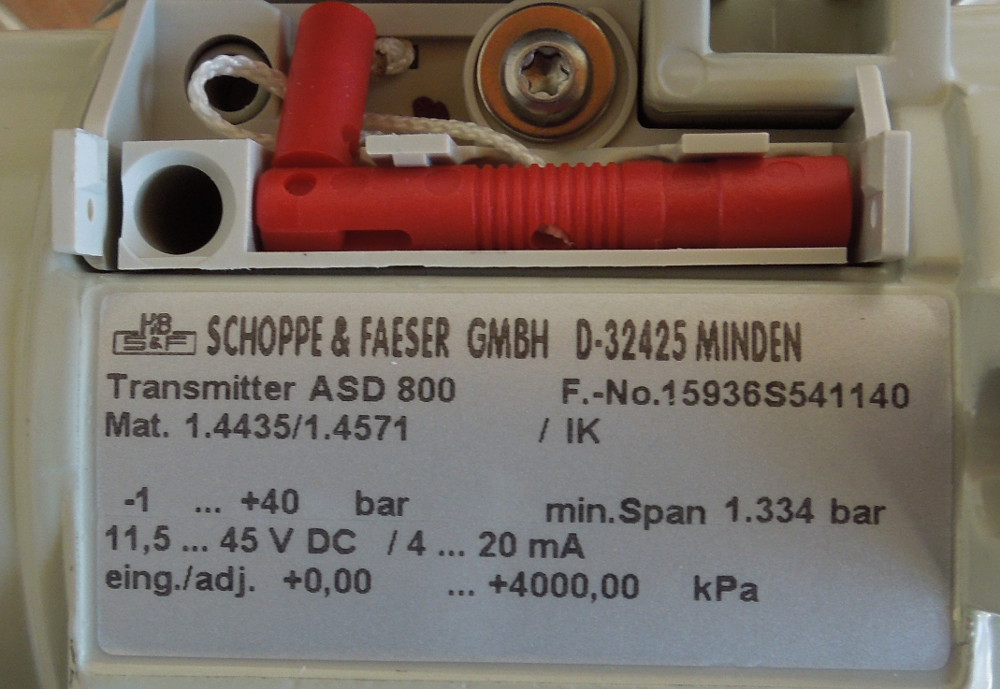 H&B
S&F SCHOPPE & FAESER GMBH D-32425 MINDEN
Transmitter ASD 800 F.-No.15936S541140
Mat. 1.4435/1.4571 / IK
-1 ... +40 bar min.Span 1.334 bar
11,5 ... 45 V DC / 4 ... 20 mA
eing./adj. +0,00 ... +4000,00 kPa